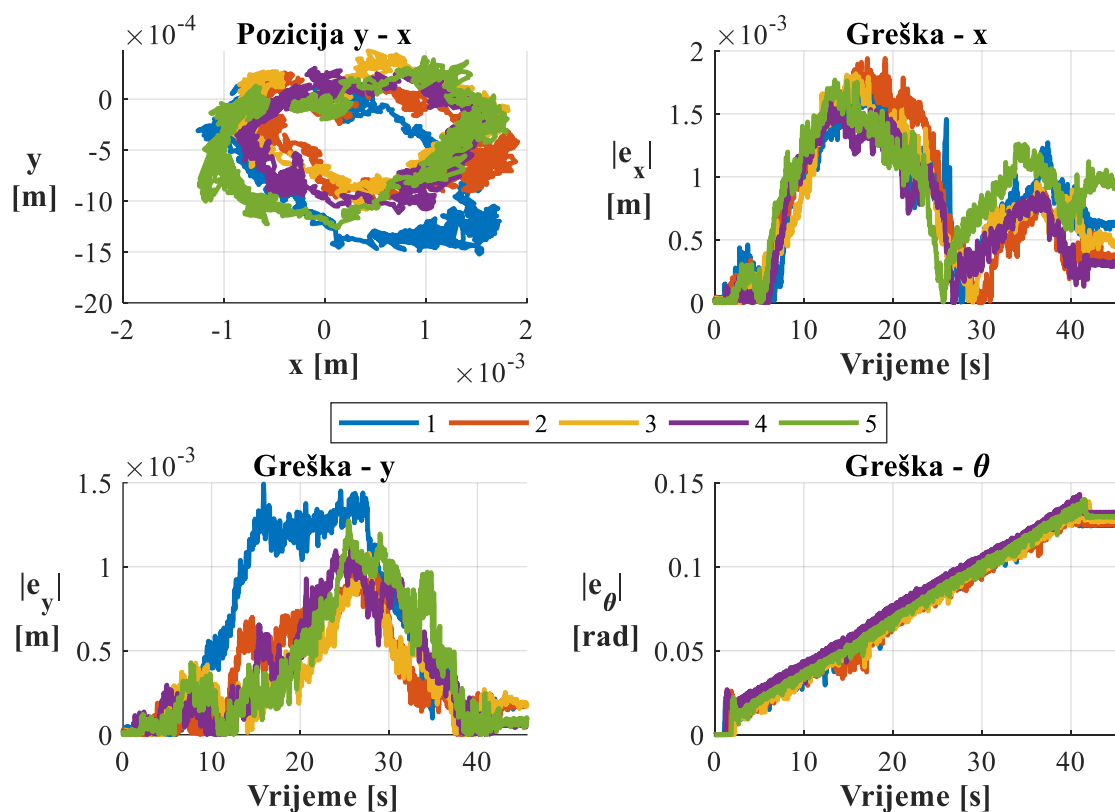 ×10⁻⁴ Pozicija y - x
0
-5
-10
-15
-20
y
[m]
-2 -1 0 1 2
x [m] ×10⁻³
×10⁻³ Greška - x
2
1.5
1
0.5
0
|eₓ|
[m]
0 10 20 30 40
Vrijeme [s]
1 2 3 4 5
×10⁻³ Greška - y
1.5
1
0.5
0
|e_y|
[m]
0 10 20 30 40
Vrijeme [s]
Greška - θ
0.15
0.1
0.05
0
|e_θ|
[rad]
0 10 20 30 40
Vrijeme [s]